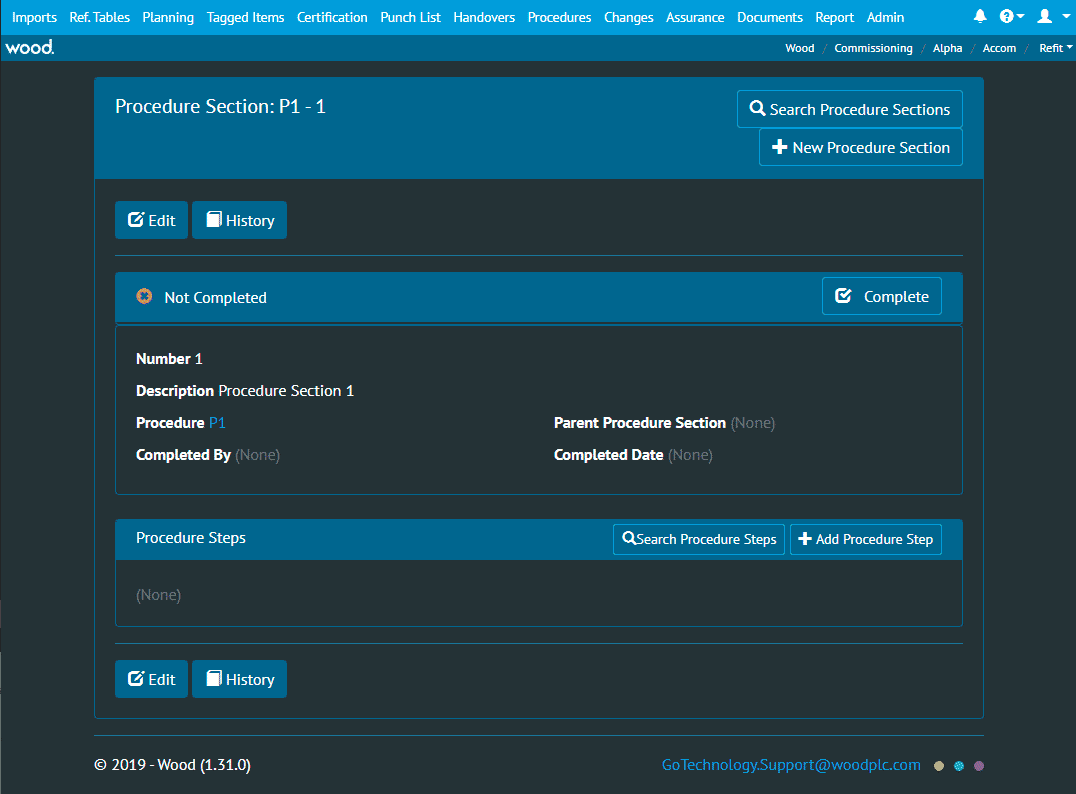 Imports Ref. Tables Planning Tagged Items Certification Punch List Handovers Procedures Changes Assurance Documents Report Admin
wood. Wood / Commissioning / Alpha / Accom / Refit
Procedure Section: P1 - 1
Search Procedure Sections
New Procedure Section
Edit History
Not Completed Complete
Number 1
Description Procedure Section 1
Procedure P1 Parent Procedure Section (None)
Completed By (None) Completed Date (None)
Procedure Steps Search Procedure Steps Add Procedure Step
(None)
Edit History
© 2019 - Wood (1.31.0) GoTechnology.Support@woodplc.com